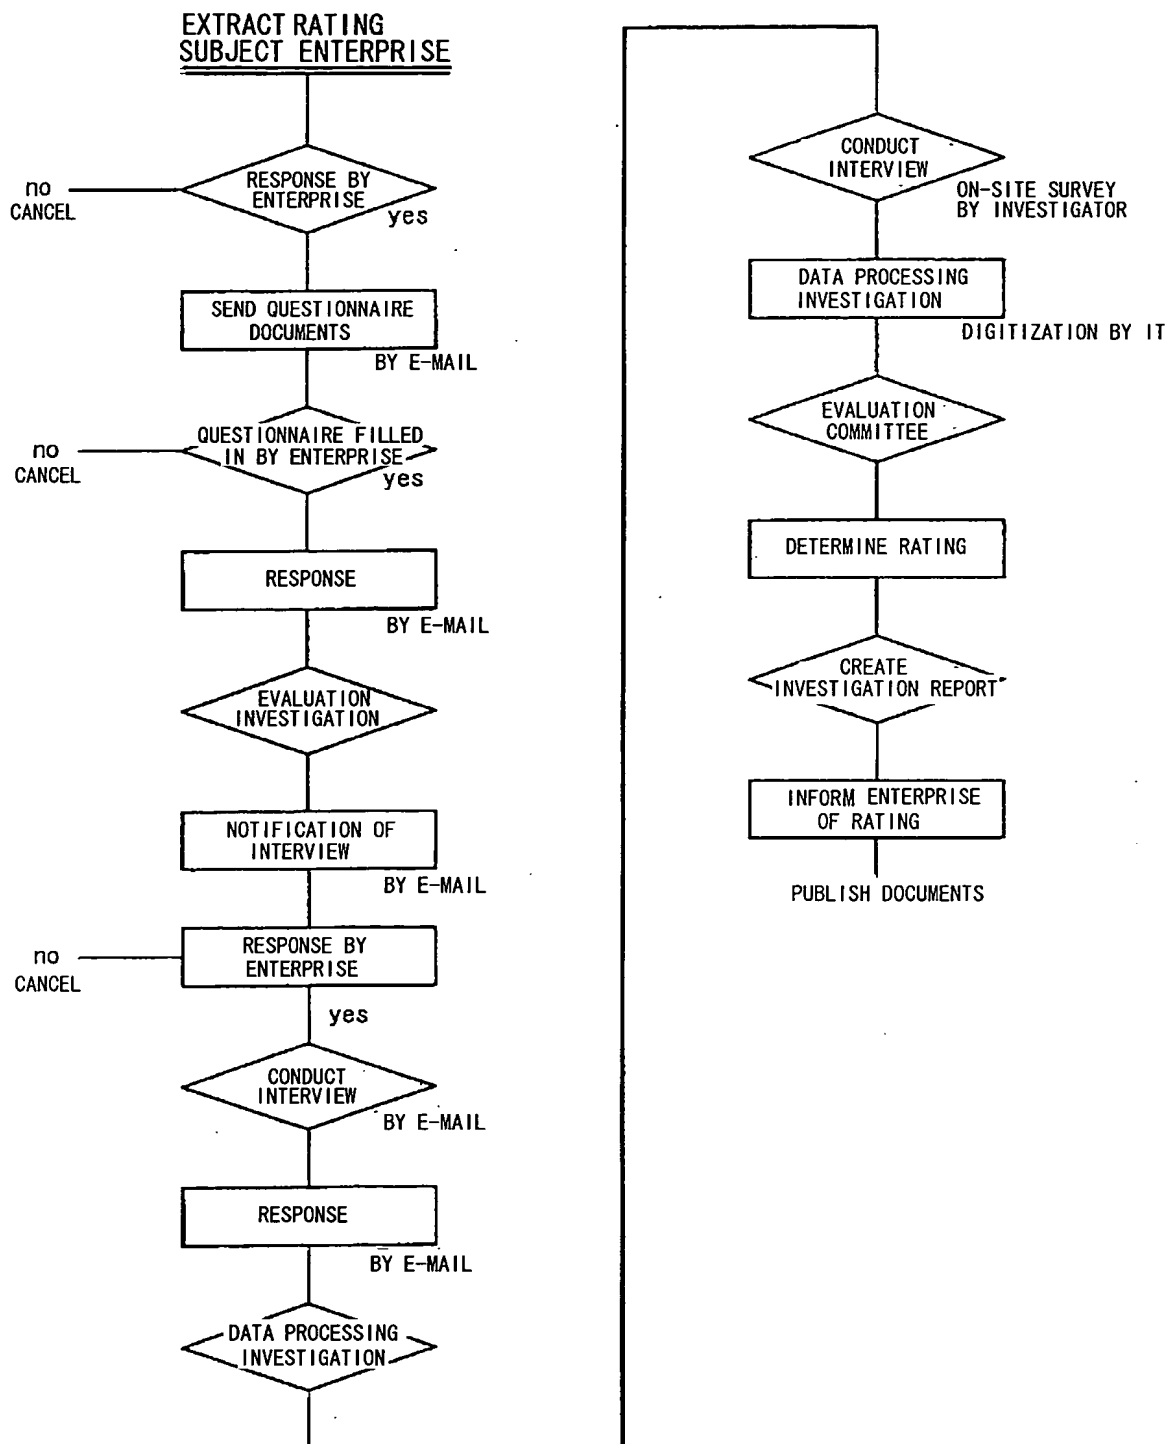 EXTRACT RATING
SUBJECT ENTERPRISE
RESPONSE BY
ENTERPRISE
no
CANCEL
yes
SEND QUESTIONNAIRE
DOCUMENTS
BY E-MAIL
QUESTIONNAIRE FILLED
IN BY ENTERPRISE
no
CANCEL
yes
RESPONSE
BY E-MAIL
EVALUATION
INVESTIGATION
NOTIFICATION OF
INTERVIEW
BY E-MAIL
RESPONSE BY
ENTERPRISE
no
CANCEL
yes
CONDUCT
INTERVIEW
BY E-MAIL
RESPONSE
BY E-MAIL
DATA PROCESSING
INVESTIGATION
CONDUCT
INTERVIEW
ON-SITE SURVEY
BY INVESTIGATOR
DATA PROCESSING
INVESTIGATION
DIGITIZATION BY IT
EVALUATION
COMMITTEE
DETERMINE RATING
CREATE
INVESTIGATION REPORT
INFORM ENTERPRISE
OF RATING
PUBLISH DOCUMENTS